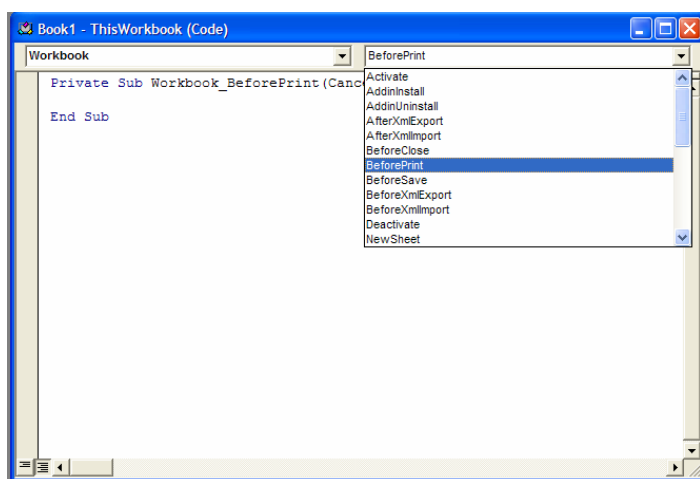 Book1 - ThisWorkbook (Code)
Workbook BeforePrint
Private Sub Workbook_BeforePrint(Canc
End Sub
Activate
AddinInstall
AddinUninstall
AfterXmlExport
AfterXmlImport
BeforeClose
BeforePrint
BeforeSave
BeforeXmlExport
BeforeXmlImport
Deactivate
NewSheet